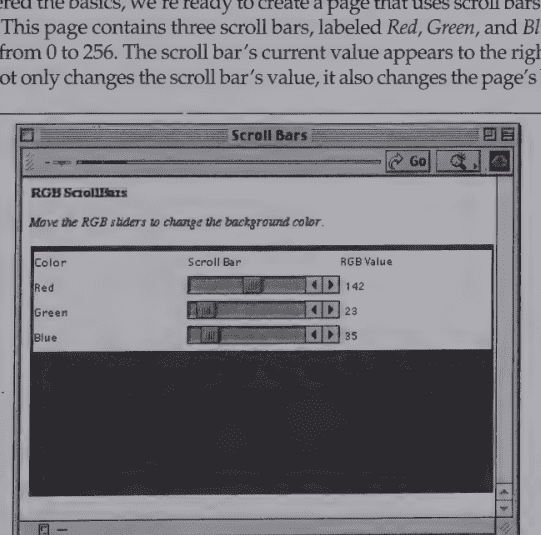 ered the basics, we're ready to create a page that uses scroll bars
This page contains three scroll bars, labeled Red, Green, and Bl
from 0 to 256. The scroll bar's current value appears to the righ
ot only changes the scroll bar's value, it also changes the page's
Scroll Bars
Go
RGB ScrollBars
Move the RGB sliders to change the background color.
Color Scroll Bar RGB Value
Red 142
Green 23
Blue 35